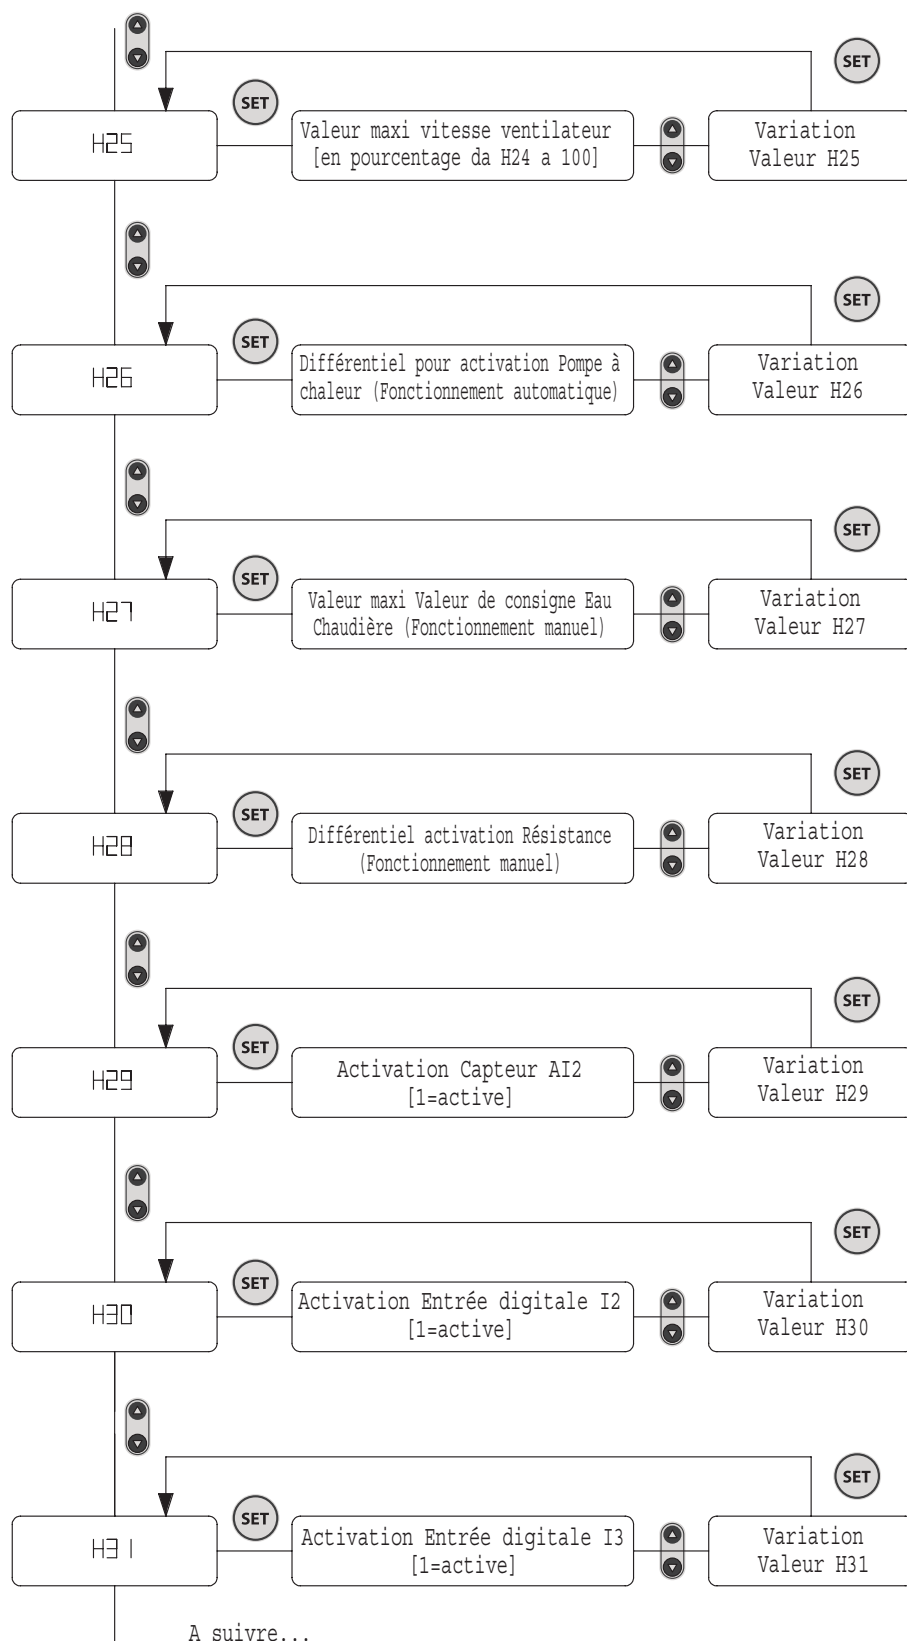 SET
SET
H25
Valeur maxi vitesse ventilateur
[en pourcentage da H24 a 100]
Variation
Valeur H25
SET
SET
H26
Différentiel pour activation Pompe à
chaleur (Fonctionnement automatique)
Variation
Valeur H26
SET
SET
H27
Valeur maxi Valeur de consigne Eau
Chaudière (Fonctionnement manuel)
Variation
Valeur H27
SET
SET
H28
Différentiel activation Résistance
(Fonctionnement manuel)
Variation
Valeur H28
SET
SET
H29
Activation Capteur AI2
[1=active]
Variation
Valeur H29
SET
SET
H30
Activation Entrée digitale I2
[1=active]
Variation
Valeur H30
SET
SET
H31
Activation Entrée digitale I3
[1=active]
Variation
Valeur H31
A suivre...